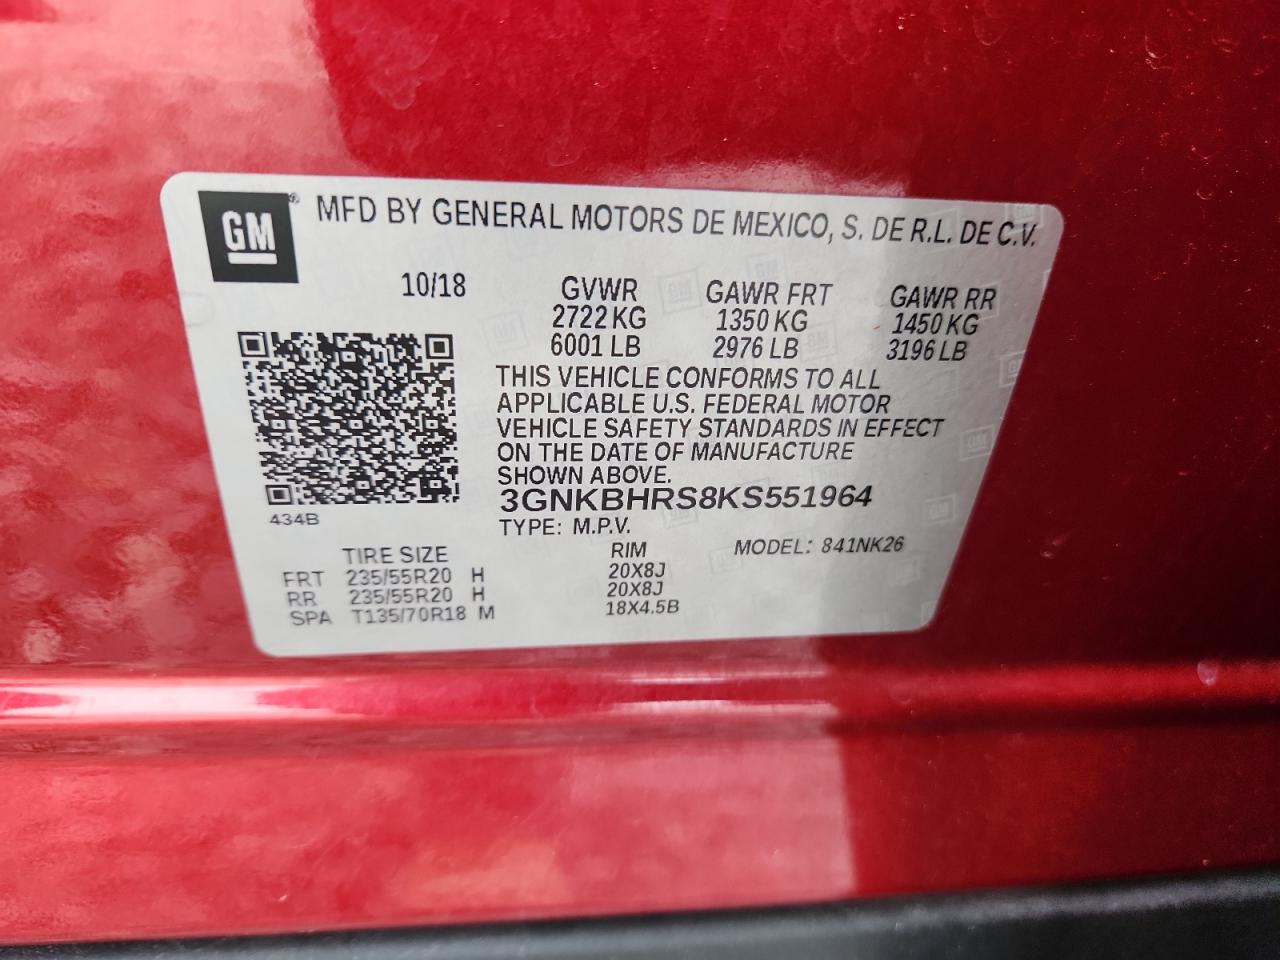 GM® MFD BY GENERAL MOTORS DE MEXICO, S. DE R.L. DE C.V.
10/18 GVWR GAWR FRT GAWR RR
2722 KG 1350 KG 1450 KG
6001 LB 2976 LB 3196 LB
THIS VEHICLE CONFORMS TO ALL
APPLICABLE U.S. FEDERAL MOTOR
VEHICLE SAFETY STANDARDS IN EFFECT
ON THE DATE OF MANUFACTURE
SHOWN ABOVE.
3GNKBHRS8KS551964
434B
TYPE: M.P.V.
TIRE SIZE RIM MODEL: 841NK26
FRT 235/55R20 H 20X8J
RR 235/55R20 H 20X8J
SPA T135/70R18 M 18X4.5B